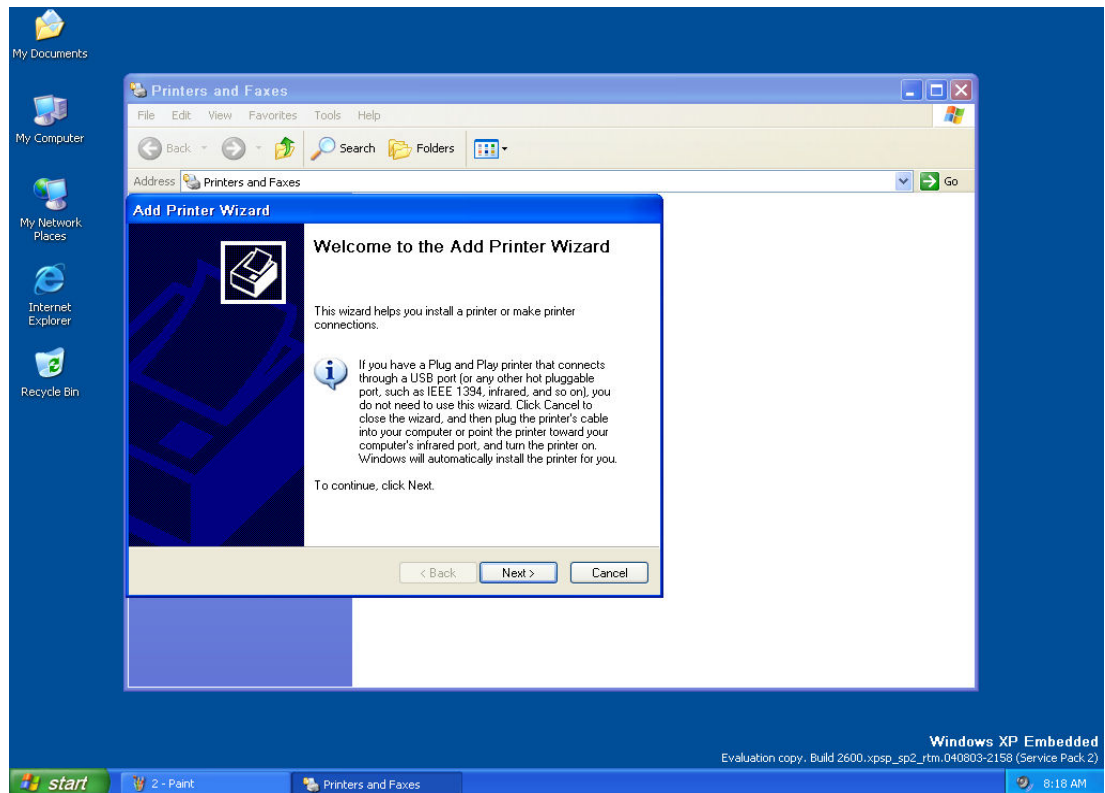 My Documents
My Computer
My Network
Places
Internet
Explorer
Recycle Bin
Printers and Faxes
File Edit View Favorites Tools Help
Back Search Folders
Address Printers and Faxes Go
Add Printer Wizard
Welcome to the Add Printer Wizard
This wizard helps you install a printer or make printer
connections.
If you have a Plug and Play printer that connects
through a USB port (or any other hot pluggable
port, such as IEEE 1394, infrared, and so on), you
do not need to use this wizard. Click Cancel to
close the wizard, and then plug the printer's cable
into your computer or point the printer toward your
computer's infrared port, and turn the printer on.
Windows will automatically install the printer for you.
To continue, click Next.
< Back Next > Cancel
Windows XP Embedded
Evaluation copy. Build 2600.xpsp_sp2_rtm.040803-2158 (Service Pack 2)
start 2 - Paint Printers and Faxes 8:18 AM